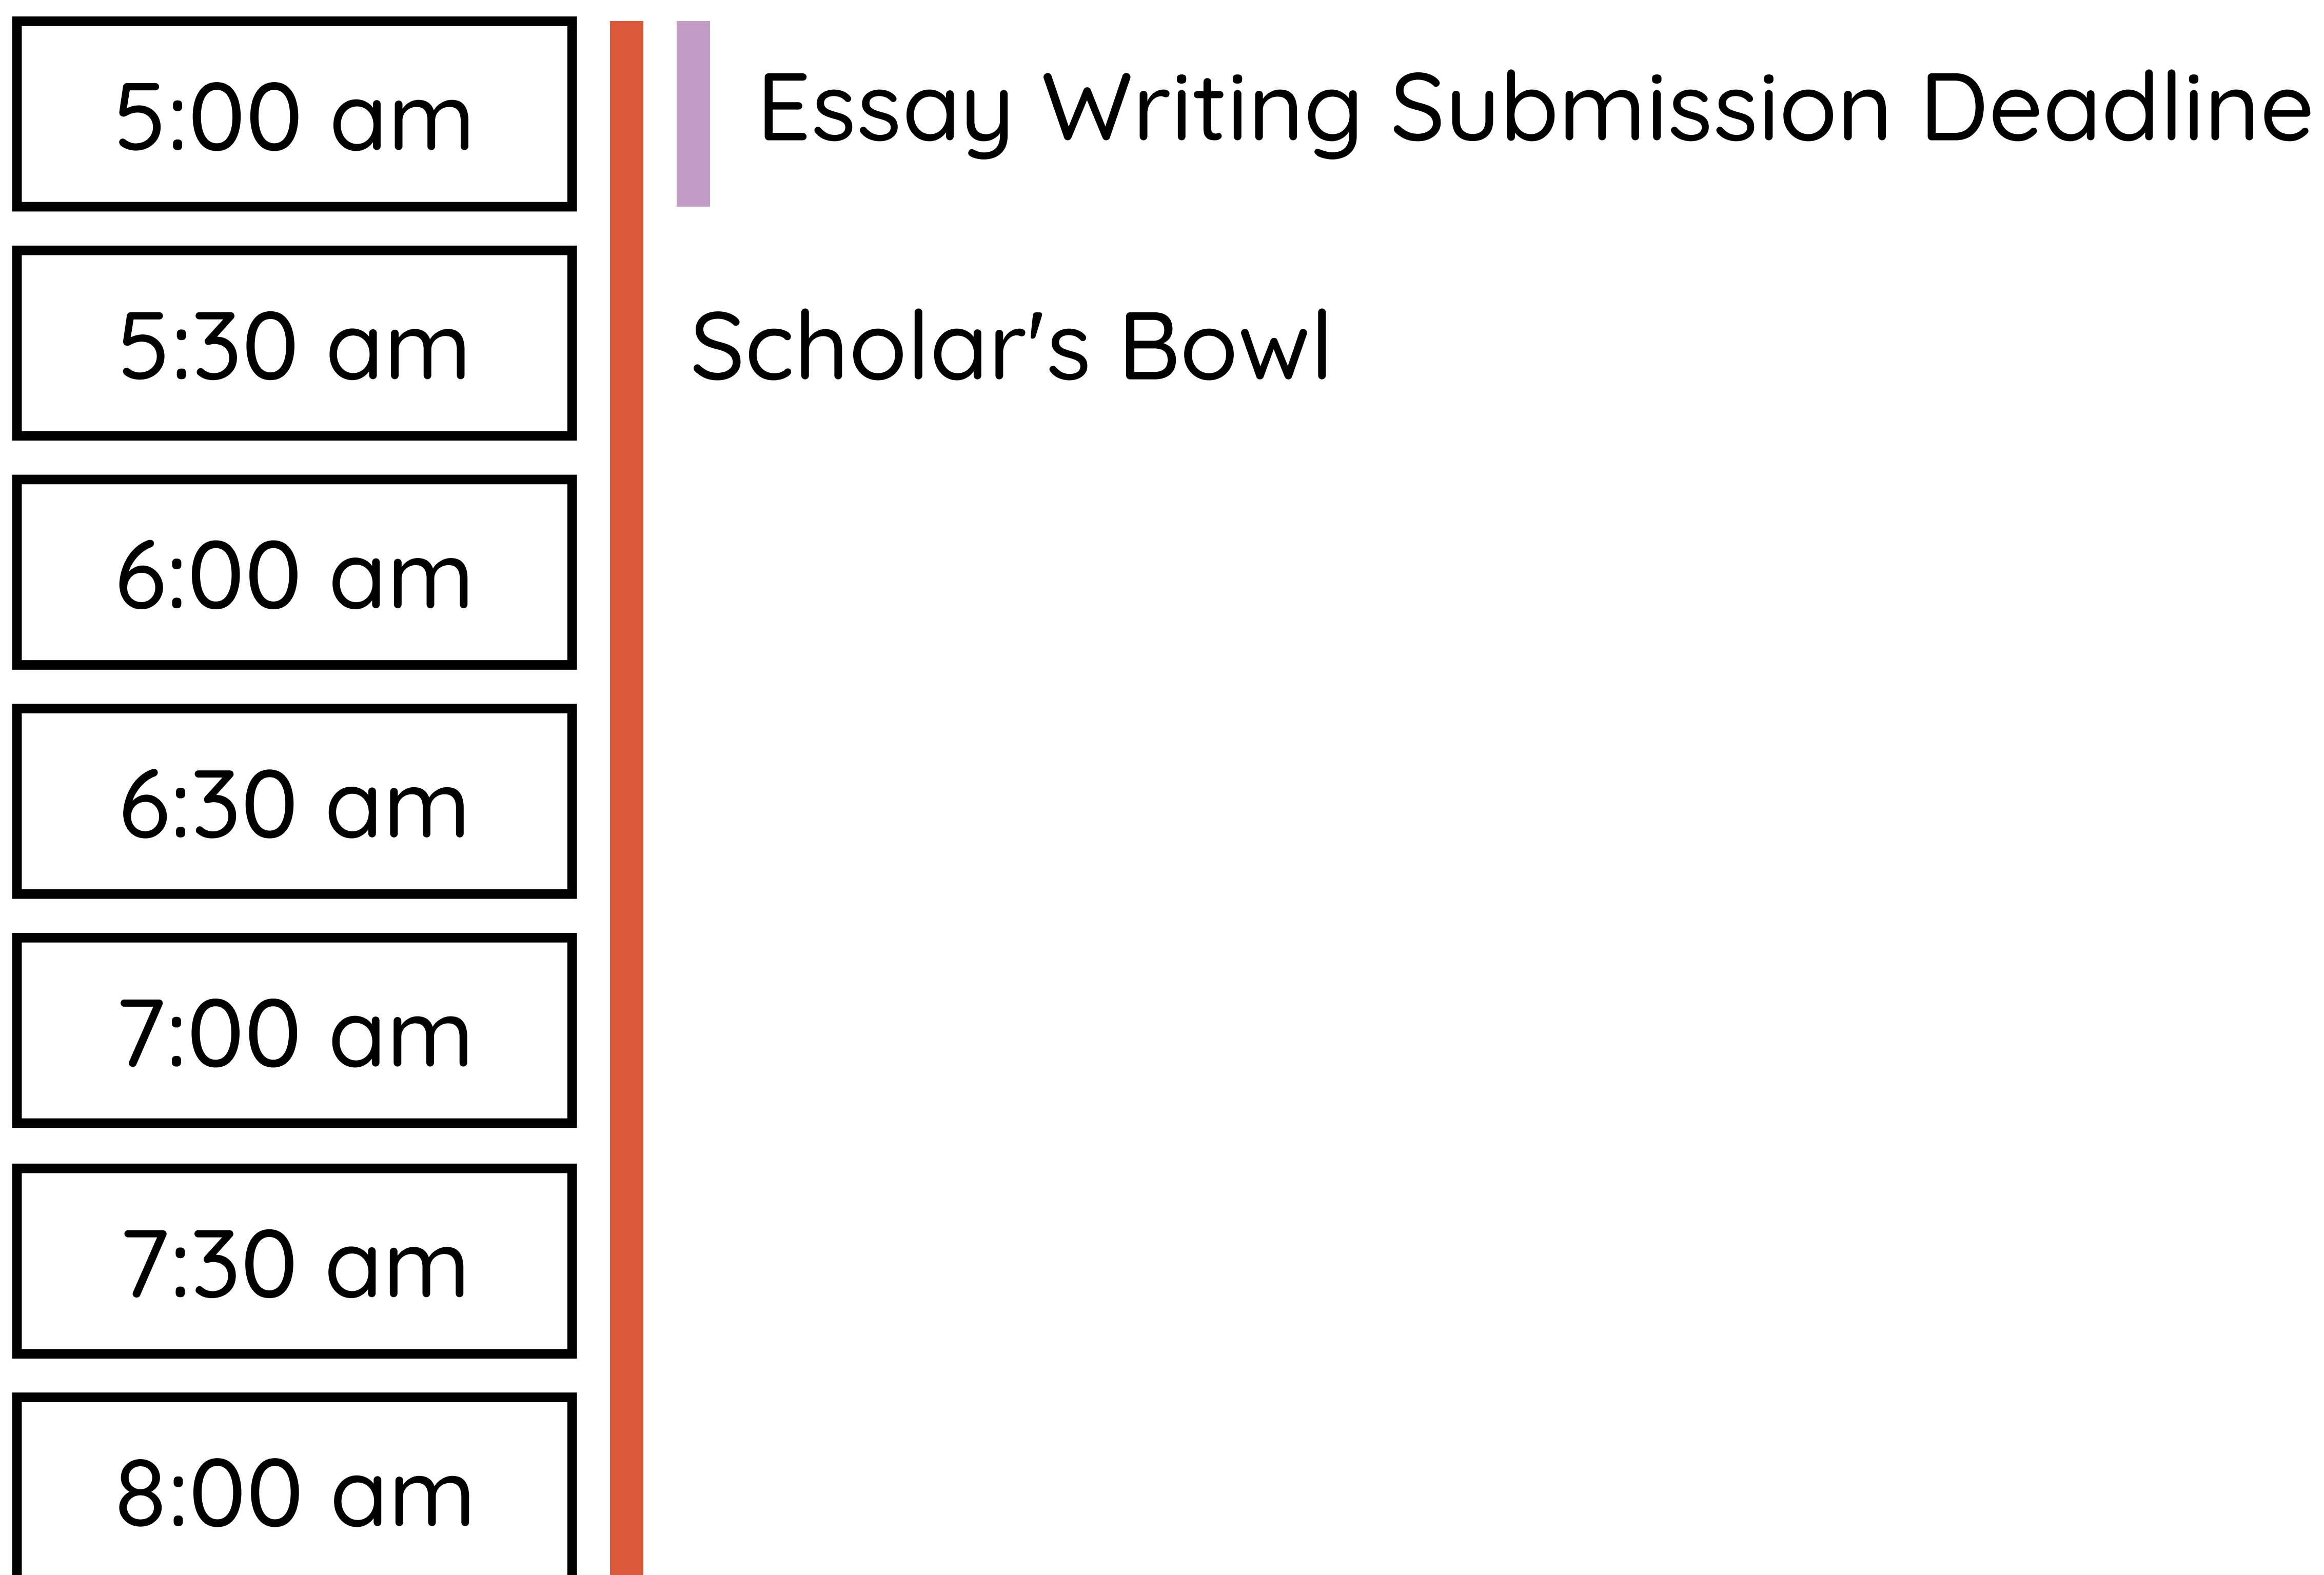 5:00 am
Essay Writing Submission Deadline
5:30 am
Scholar's Bowl
6:00 am
6:30 am
7:00 am
7:30 am
8:00 am